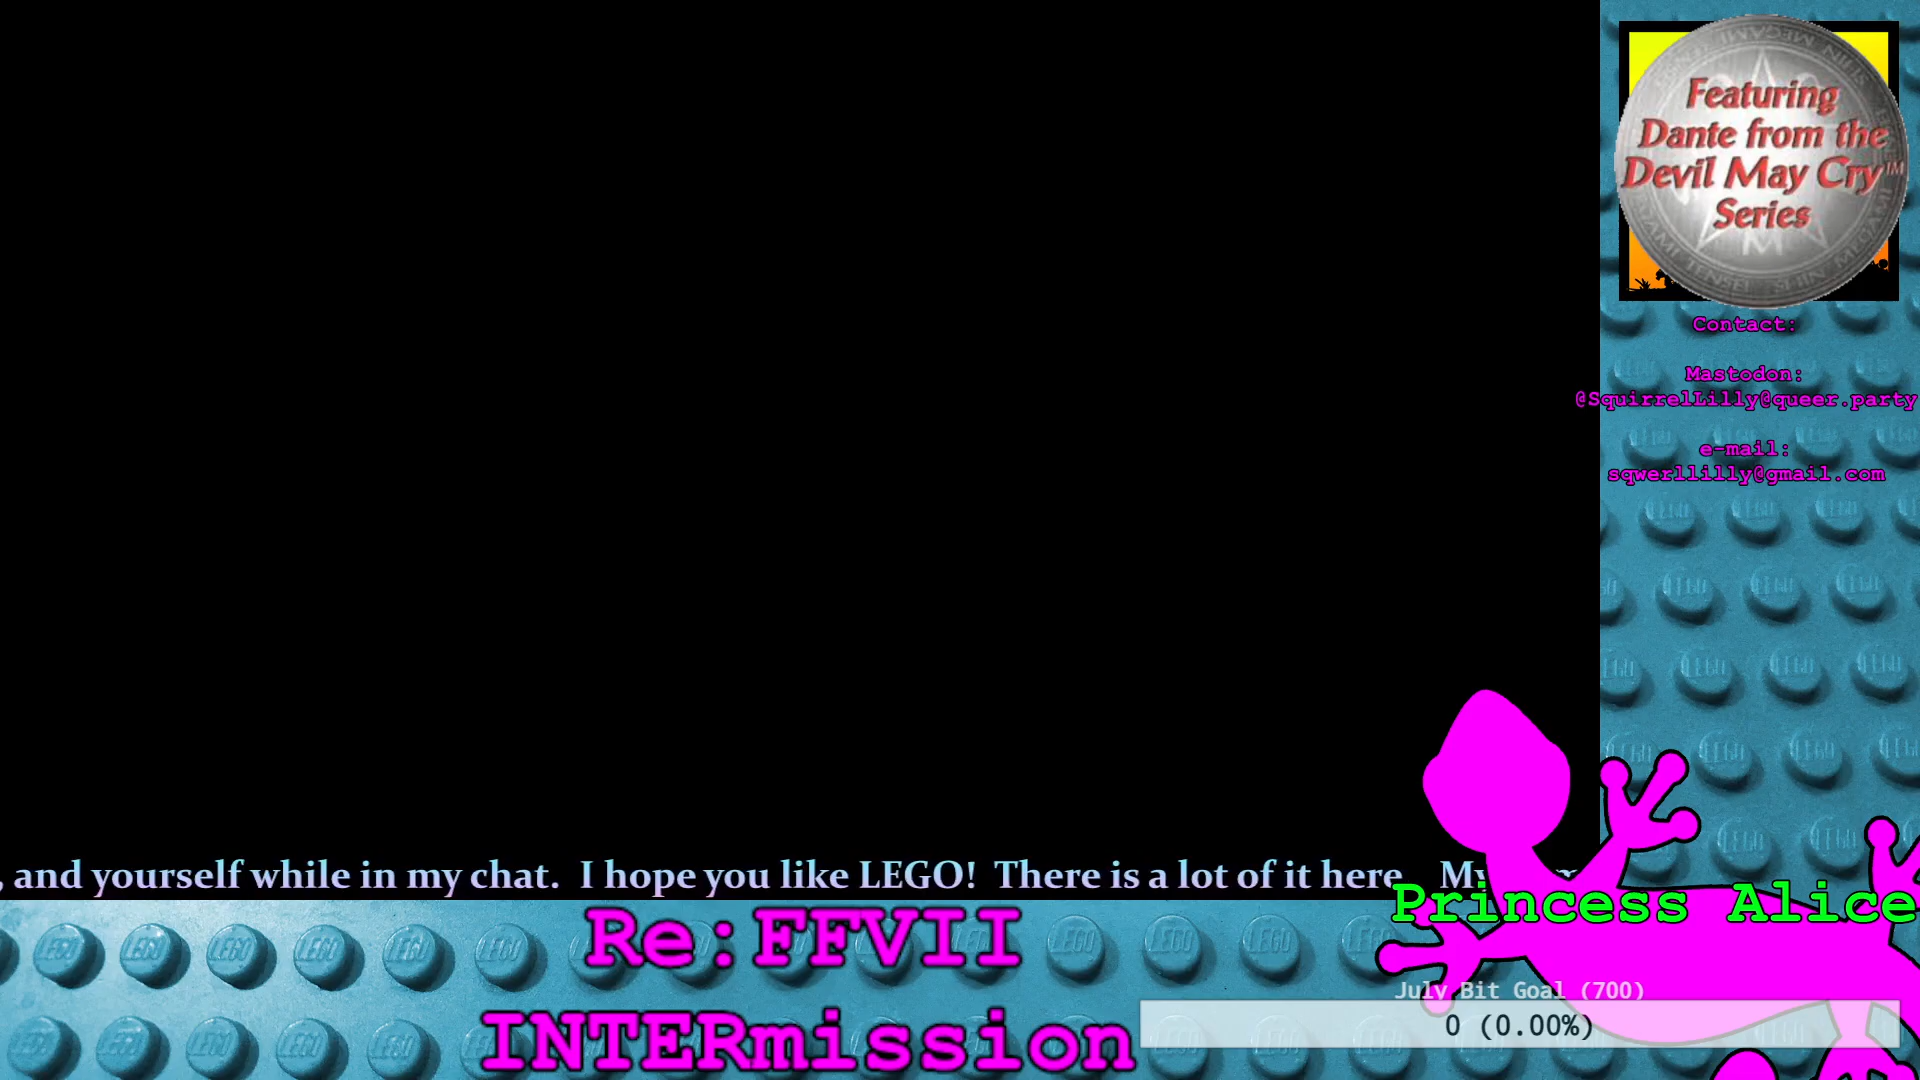 Featuring
Dante from the
Devil May Cry™
Series
Contact:
Mastodon:
@SquirrelLilly@queer.party
e-mail:
sqwerllilly@gmail.com
, and yourself while in my chat. I hope you like LEGO! There is a lot of it here. My
Princess Alice
Re:FFVII
INTERmission
July Bit Goal (700)
0 (0.00%)